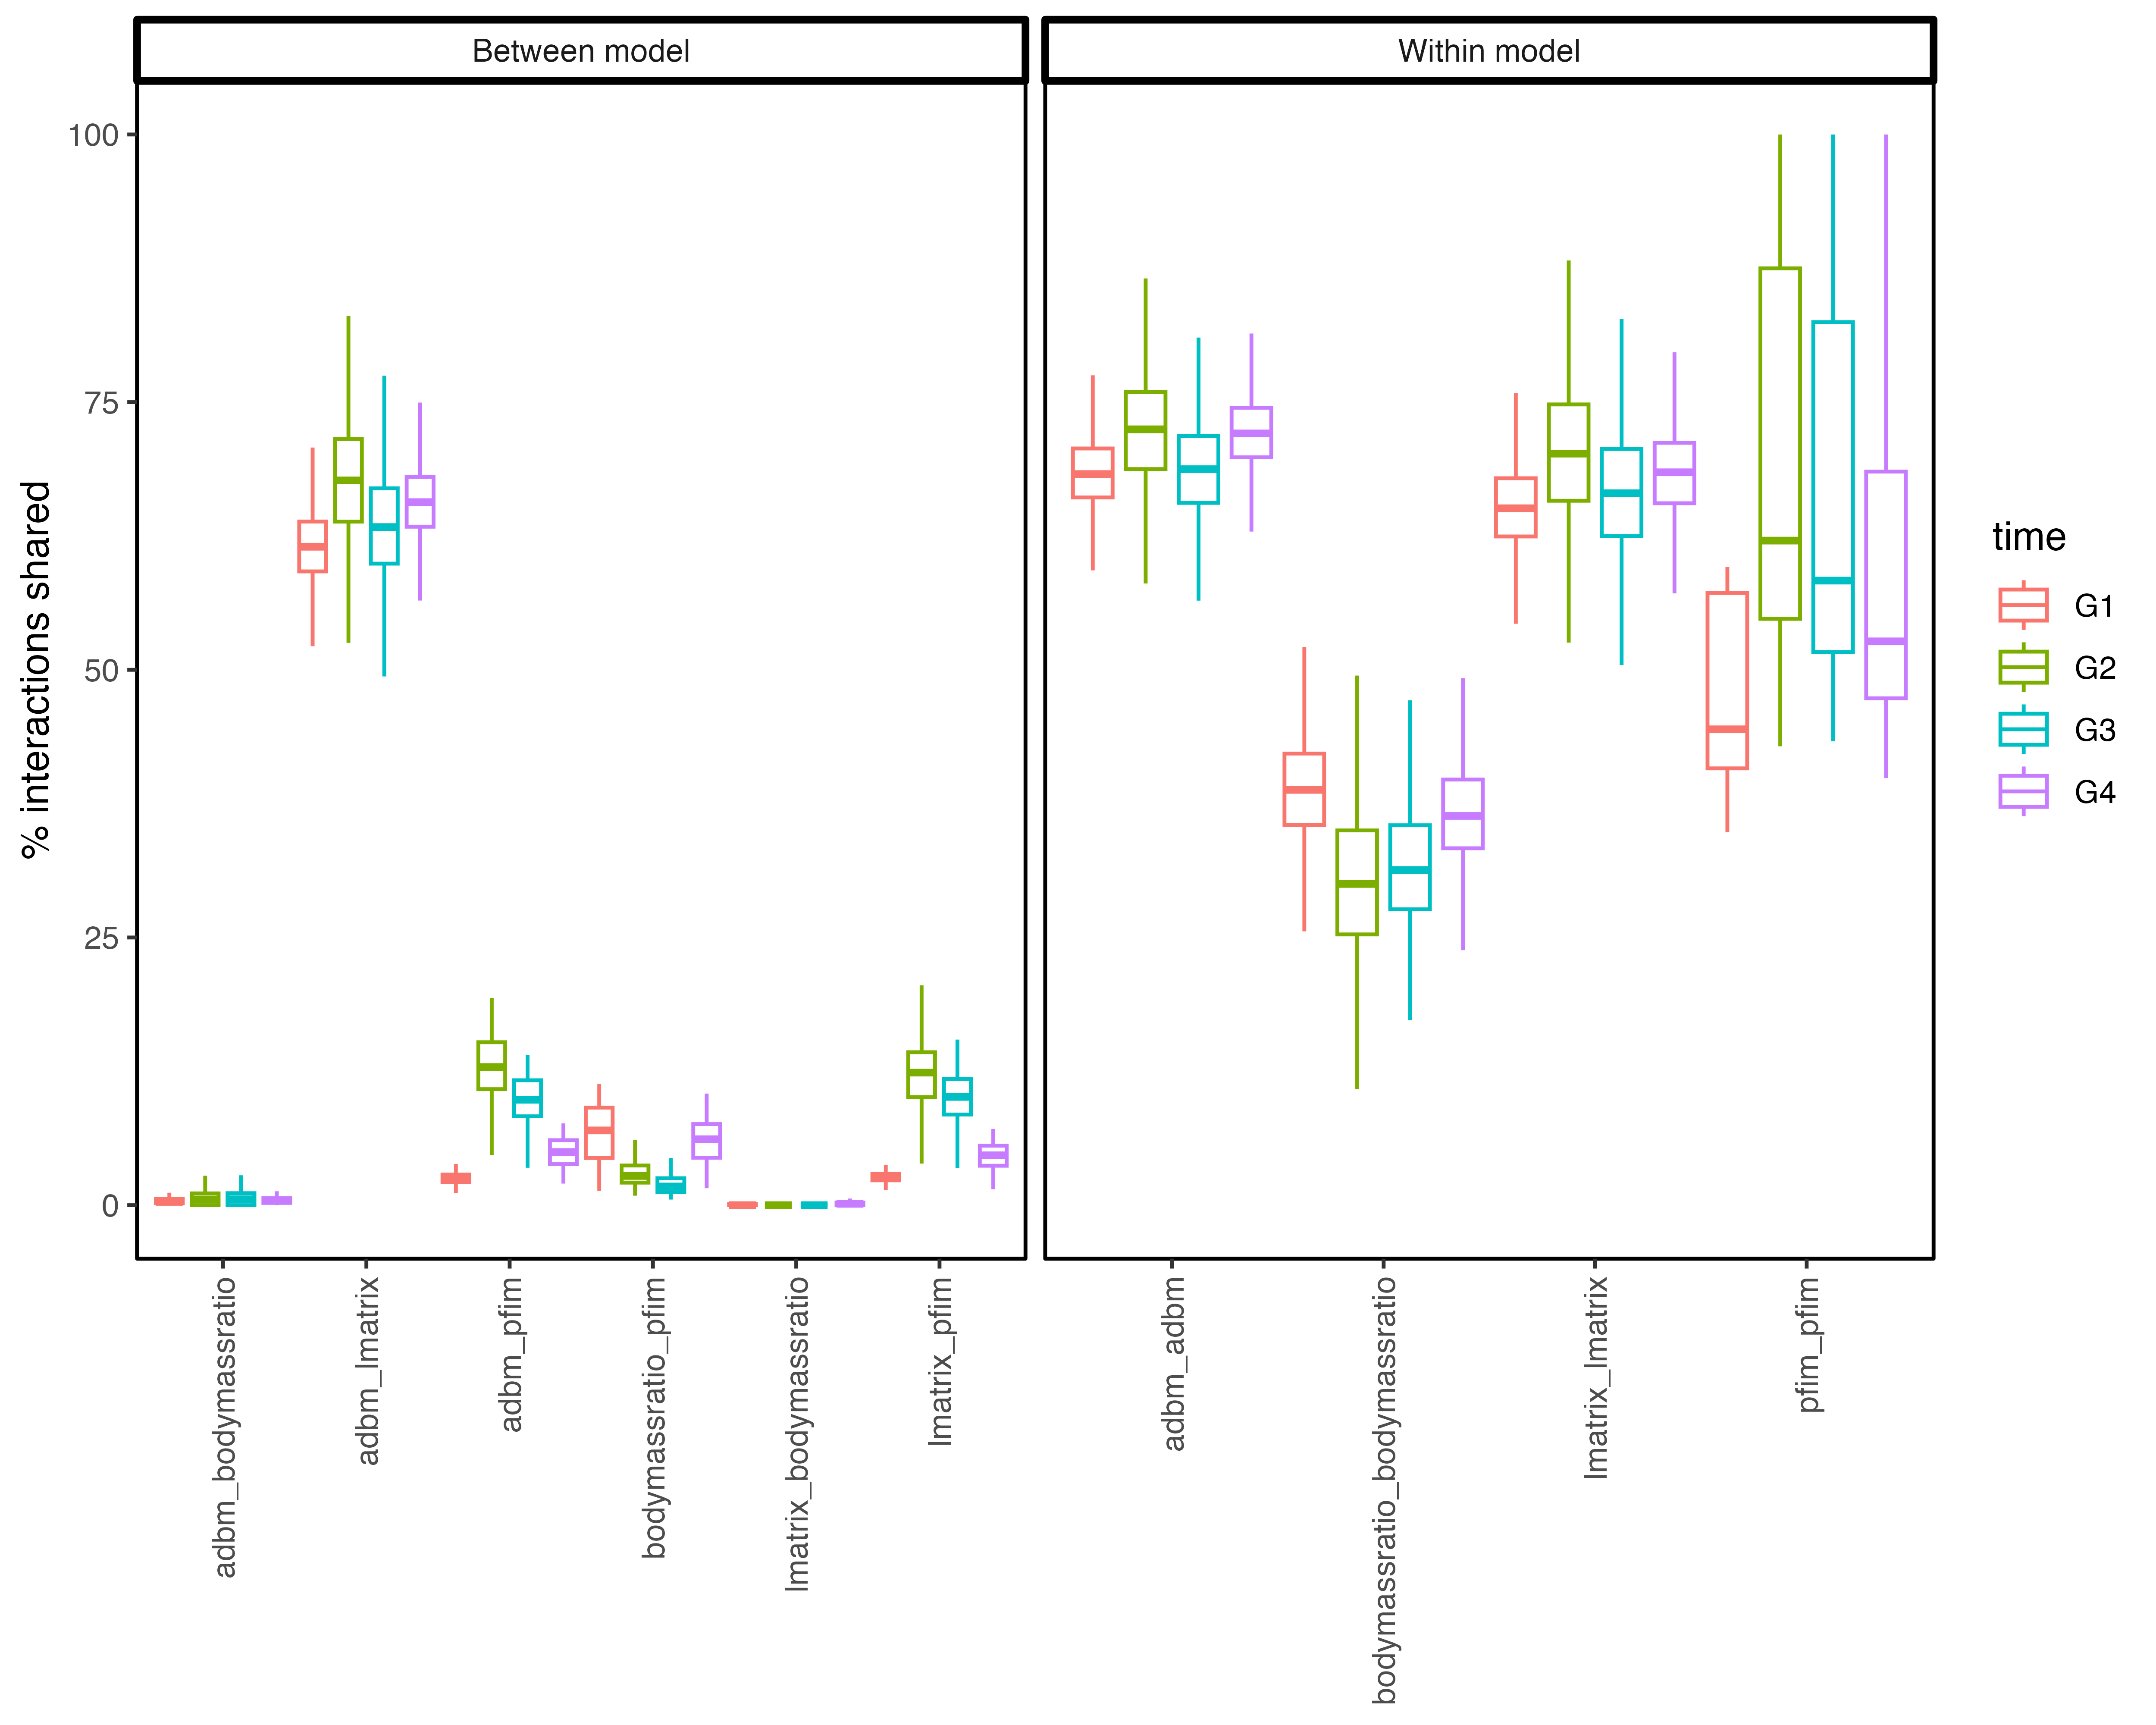 Between model
Within model
% interactions shared
100
75
50
25
0
adbm_bodymassratio
adbm_lmatrix
adbm_pfim
bodymassratio_pfim
lmatrix_bodymassratio
lmatrix_pfim
adbm_adbm
bodymassratio_bodymassratio
lmatrix_lmatrix
pfim_pfim
time
G1
G2
G3
G4